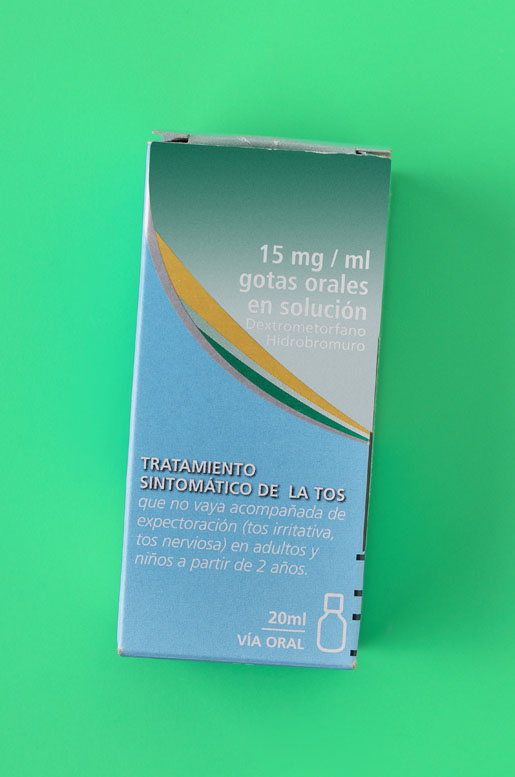 15 mg / ml
gotas orales
en solución
Dextrometorfano
Hidrobromuro
TRATAMIENTO
SINTOMÁTICO DE LA TOS
que no vaya acompañada de
expectoración (tos irritativa,
tos nerviosa) en adultos y
niños a partir de 2 años.
20ml
VÍA ORAL